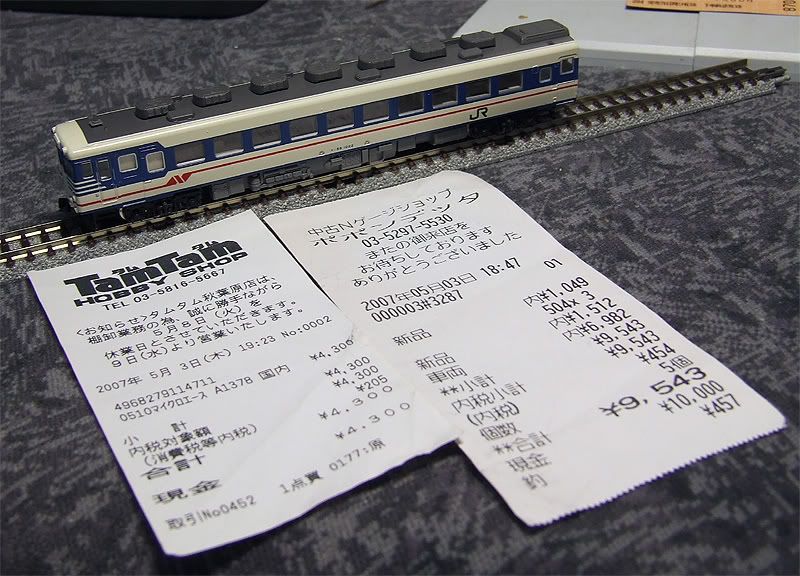 JR
タム タム
TamTam
HOBBY SHOP
TEL 03-5816-5667
<お知らせ>タムタム秋葉原店は、
棚卸業務の為、誠に勝手ながら
5月8日(火)を
休業日とさせていただきます。
9日(水)より営業いたします。
2007年 5月 3日(木) 19:23 No:0002
4968279114711
0510マイクロエース A1378 国内 ¥4,300
小 計 ¥4,300
内税対象額 ¥4,300
(消費税等内税) ¥205
合計 ¥4,300
現金 ¥4,300
取引No0452 1点買 0177:原
中古Nゲージショップ
ポポンデッタ
03-5297-5530
またの御来店を
お待ちしております
ありがとうございました
2007年05月03日 18:47 01
000003#3287
新品 内¥1,049
504× 3
新品 内¥1,512
車両 内¥6,982
**小計 ¥9,543
内税小計 ¥9,543
(内税) ¥454
個数 5個
**合計 ¥9,543
現金 ¥10,000
釣 ¥457